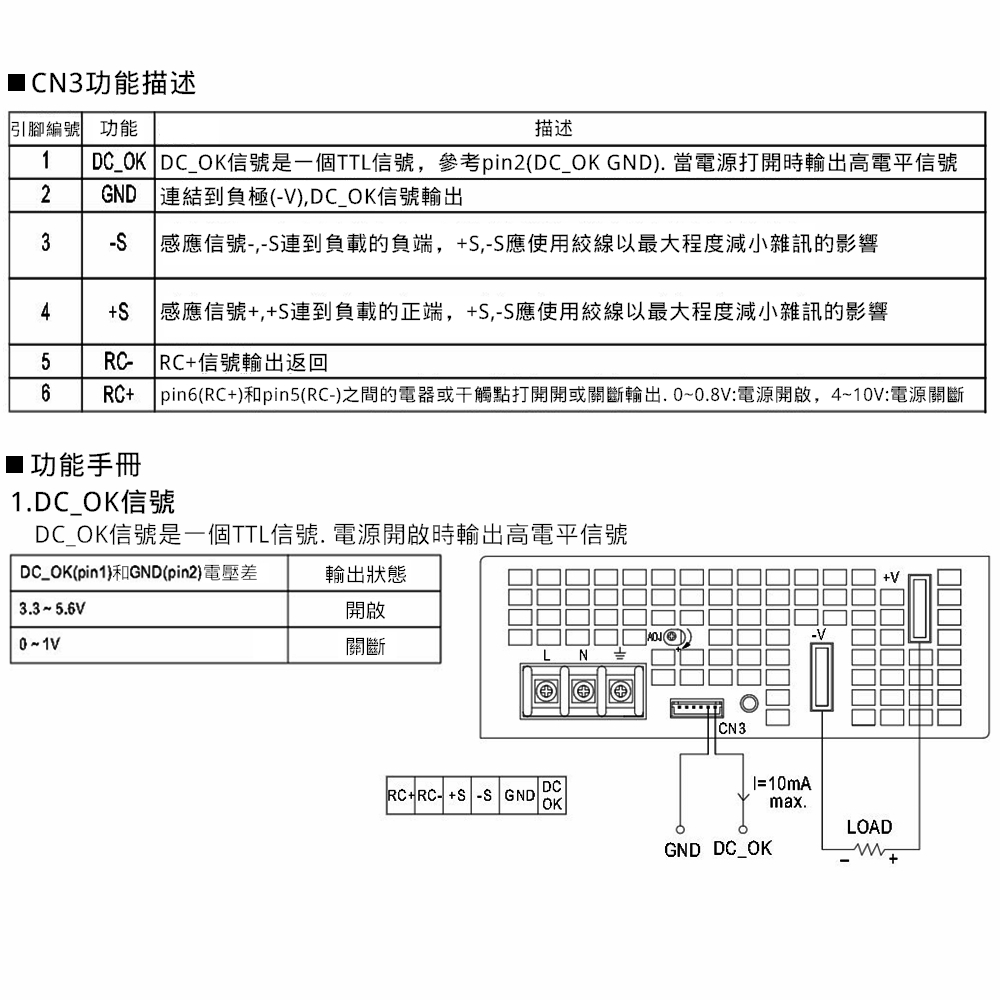 ■CN3功能描述
引腳編號 功能 描述
1 DC_OK DC_OK信號是一個TTL信號，參考pin2(DC_OK GND). 當電源打開時輸出高電平信號
2 GND 連結到負極(-V),DC_OK信號輸出
3 -S 感應信號-,-S連到負載的負端，+S,-S應使用絞線以最大程度減小雜訊的影響
4 +S 感應信號+,+S連到負載的正端，+S,-S應使用絞線以最大程度減小雜訊的影響
5 RC- RC+信號輸出返回
6 RC+ pin6(RC+)和pin5(RC-)之間的電器或干觸點打開開或關斷輸出. 0~0.8V:電源開啟，4~10V:電源關斷
■功能手冊
1.DC_OK信號
DC_OK信號是一個TTL信號. 電源開啟時輸出高電平信號
DC_OK(pin1)和GND(pin2)電壓差 輸出狀態
3.3~5.6V 開啟
0~1V 關斷
+V
ADJ
-V
+
L N
CN3
RC+ RC- +S -S GND DC OK
I=10mA
max.
GND DC_OK
LOAD
- +